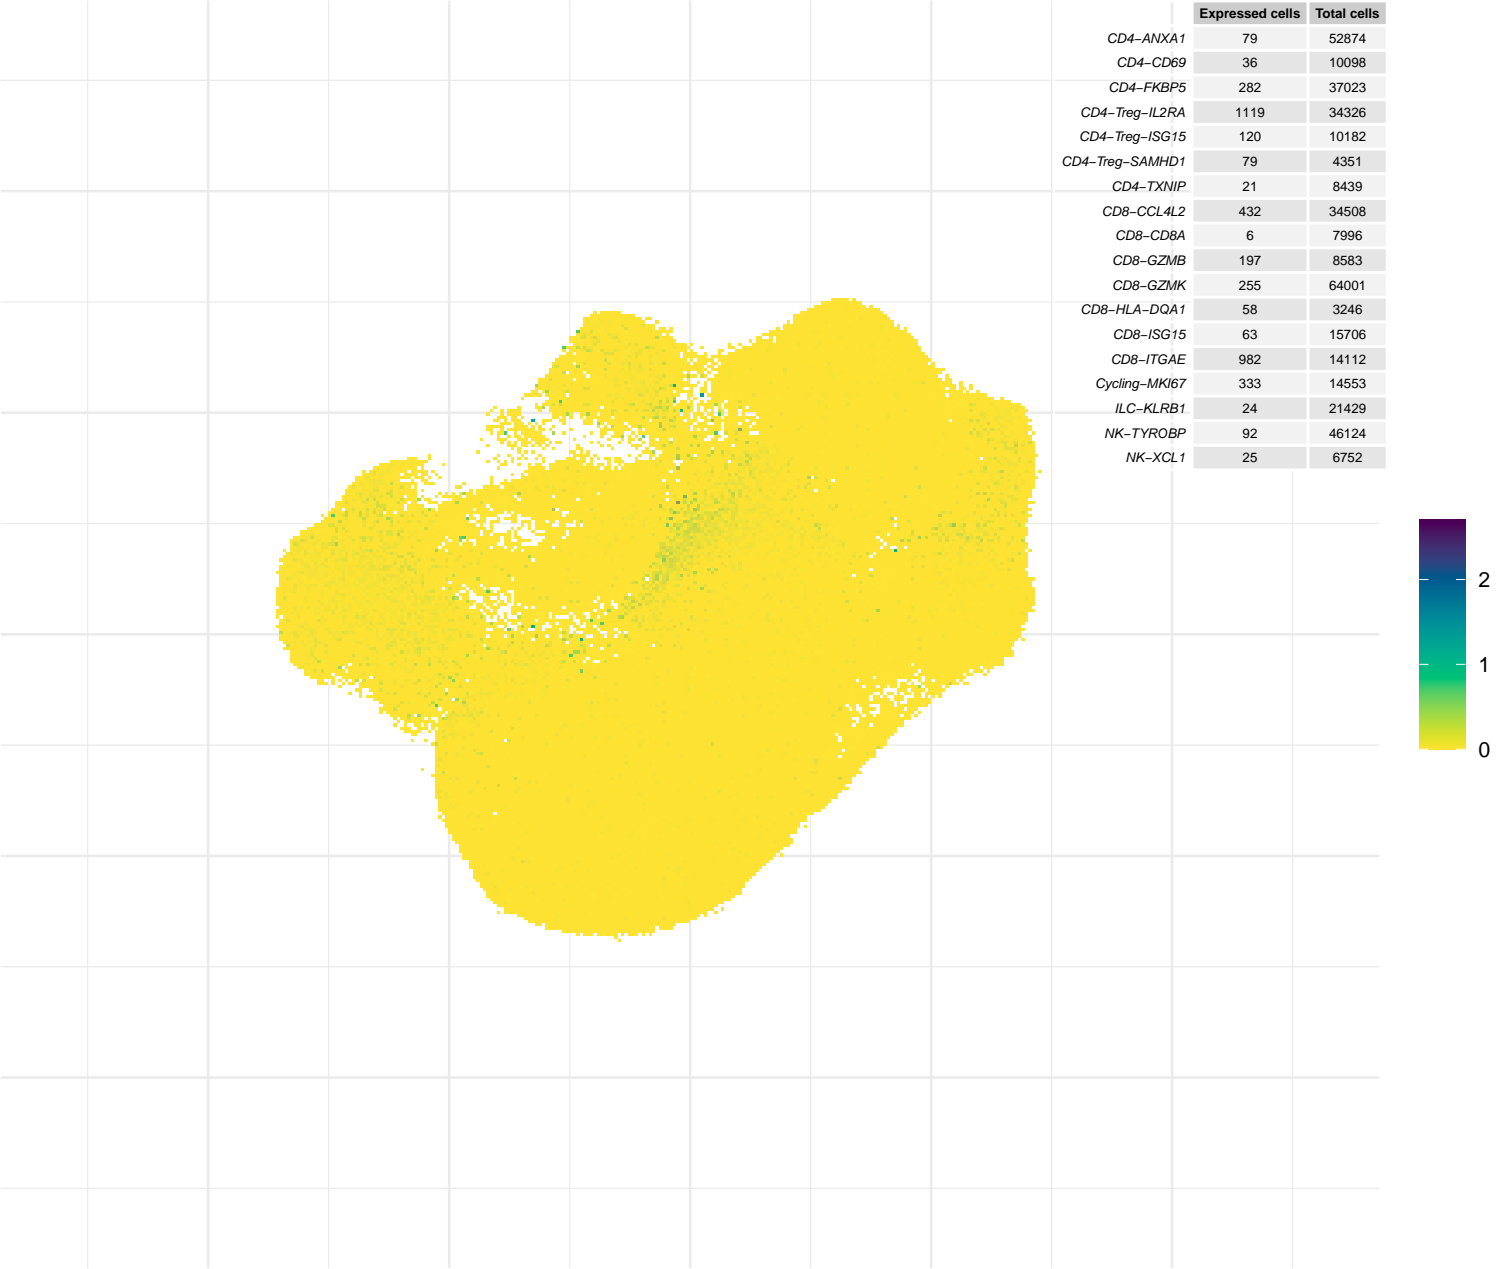 Expressed cells Total cells
CD4−ANXA1 79 52874
CD4−CD69 36 10098
CD4−FKBP5 282 37023
CD4−Treg−IL2RA 1119 34326
CD4−Treg−ISG15 120 10182
CD4−Treg−SAMHD1 79 4351
CD4−TXNIP 21 8439
CD8−CCL4L2 432 34508
CD8−CD8A 6 7996
CD8−GZMB 197 8583
CD8−GZMK 255 64001
CD8−HLA−DQA1 58 3246
CD8−ISG15 63 15706
CD8−ITGAE 982 14112
Cycling−MKI67 333 14553
ILC−KLRB1 24 21429
NK−TYROBP 92 46124
NK−XCL1 25 6752
2
1
0